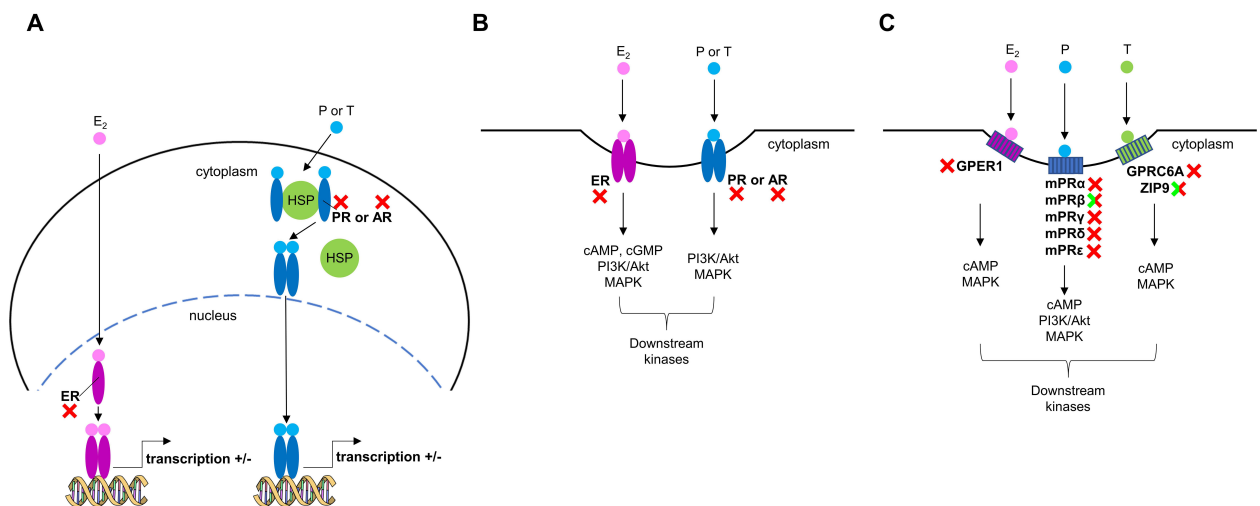 A
E2
P or T
cytoplasm
HSP
PR or AR
HSP
nucleus
ER
transcription +/-
transcription +/-
B
E2
P or T
cytoplasm
ER
PR or AR
cAMP, cGMP
PI3K/Akt
MAPK
PI3K/Akt
MAPK
Downstream
kinases
C
E2
P
T
cytoplasm
GPER1
mPRα
mPRβ
mPRγ
mPRδ
mPRε
GPRC6A
ZIP9
cAMP
MAPK
cAMP
PI3K/Akt
MAPK
cAMP
MAPK
Downstream
kinases